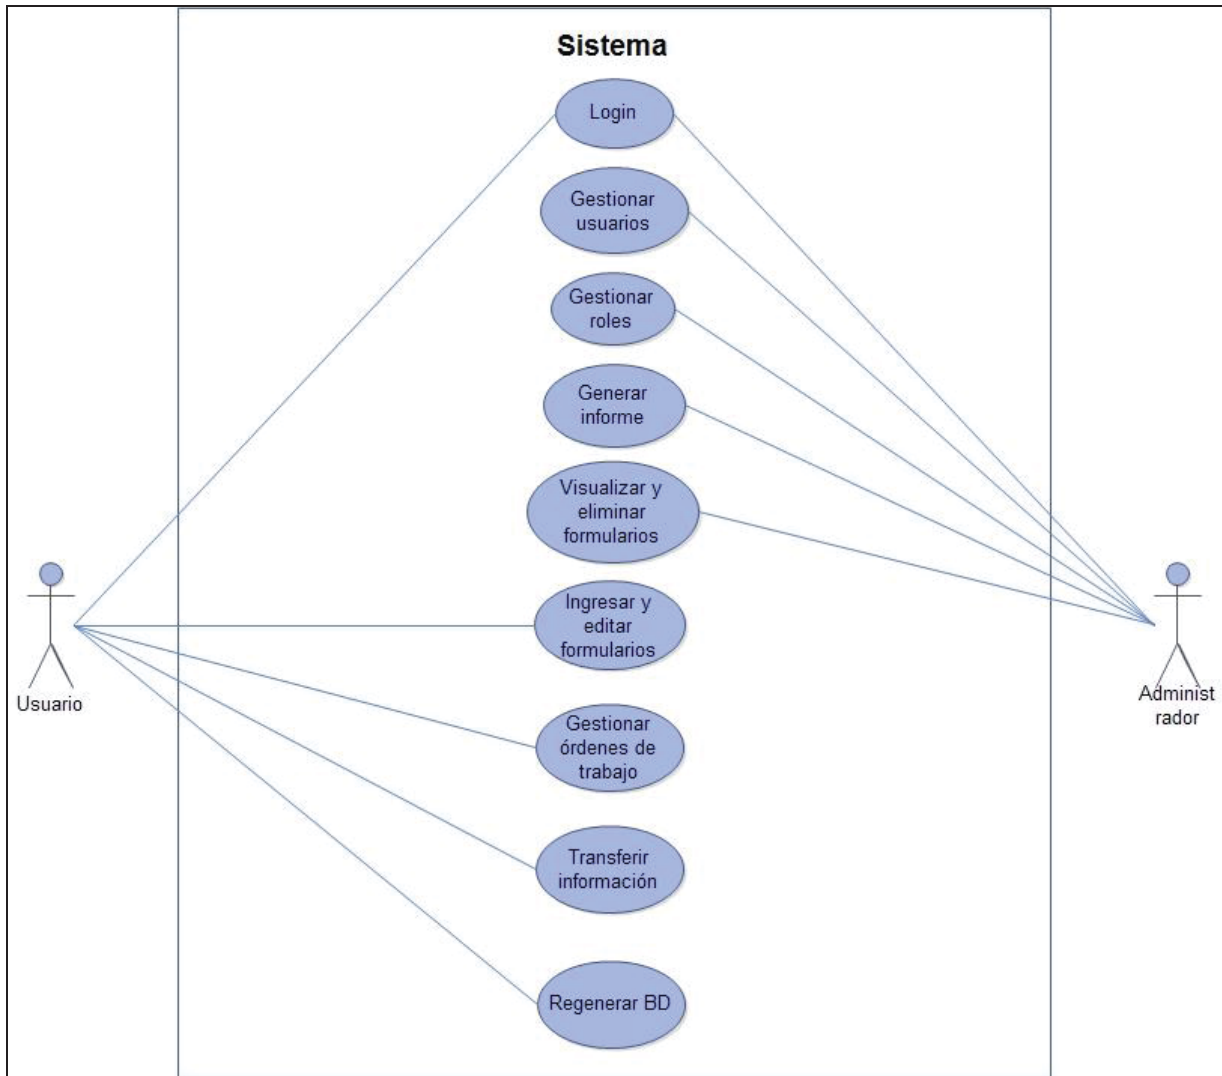 Sistema
Login
Gestionar
usuarios
Gestionar
roles
Generar
informe
Visualizar y
eliminar
formularios
Ingresar y
editar
formularios
Usuario
Administ
rador
Gestionar
órdenes de
trabajo
Transferir
información
Regenerar BD